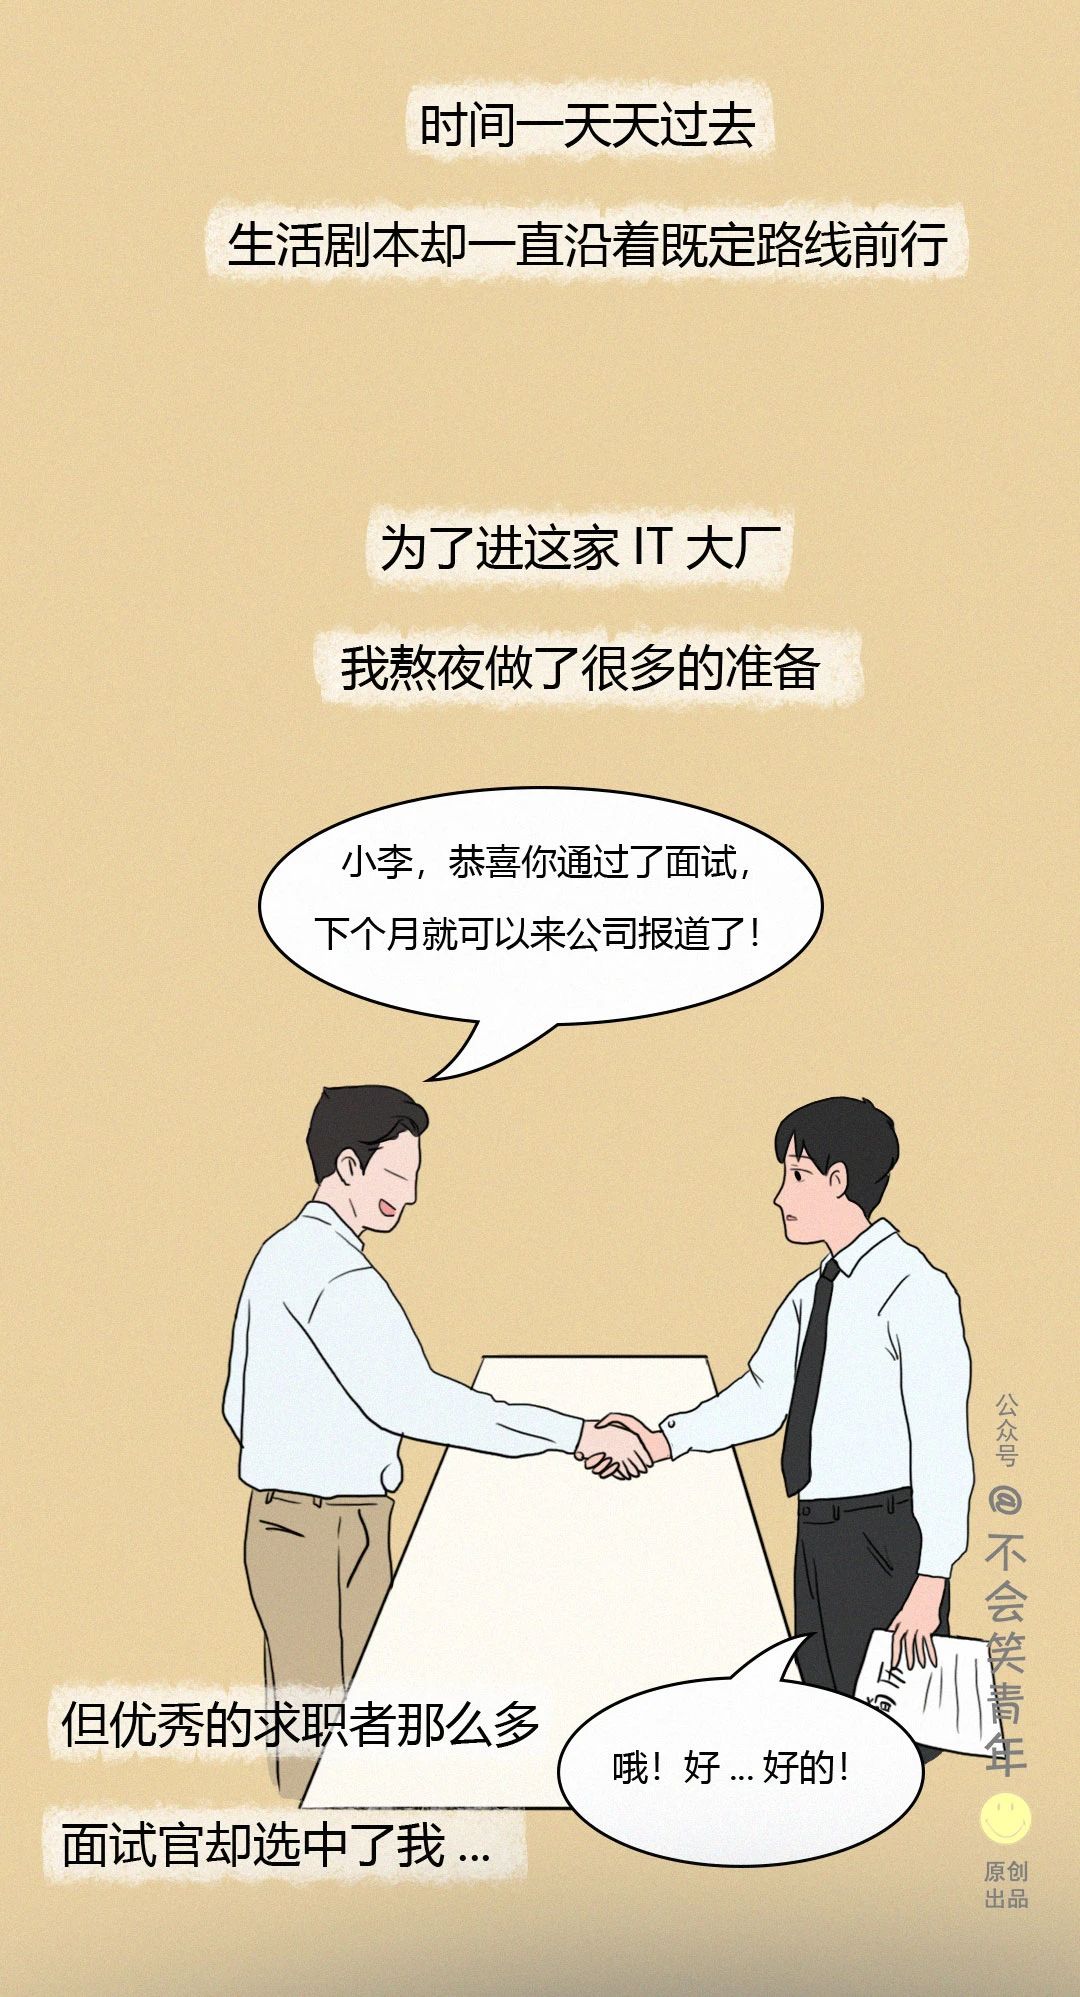 时间一天天过去
生活剧本却一直沿着既定路线前行
为了进这家 IT 大厂
我熬夜做了很多的准备
小李，恭喜你通过了面试，
下个月就可以来公司报道了！
但优秀的求职者那么多
面试官却选中了我 ...
哦！好 ... 好的！
简历
公众号
@不会笑青年
原创
出品